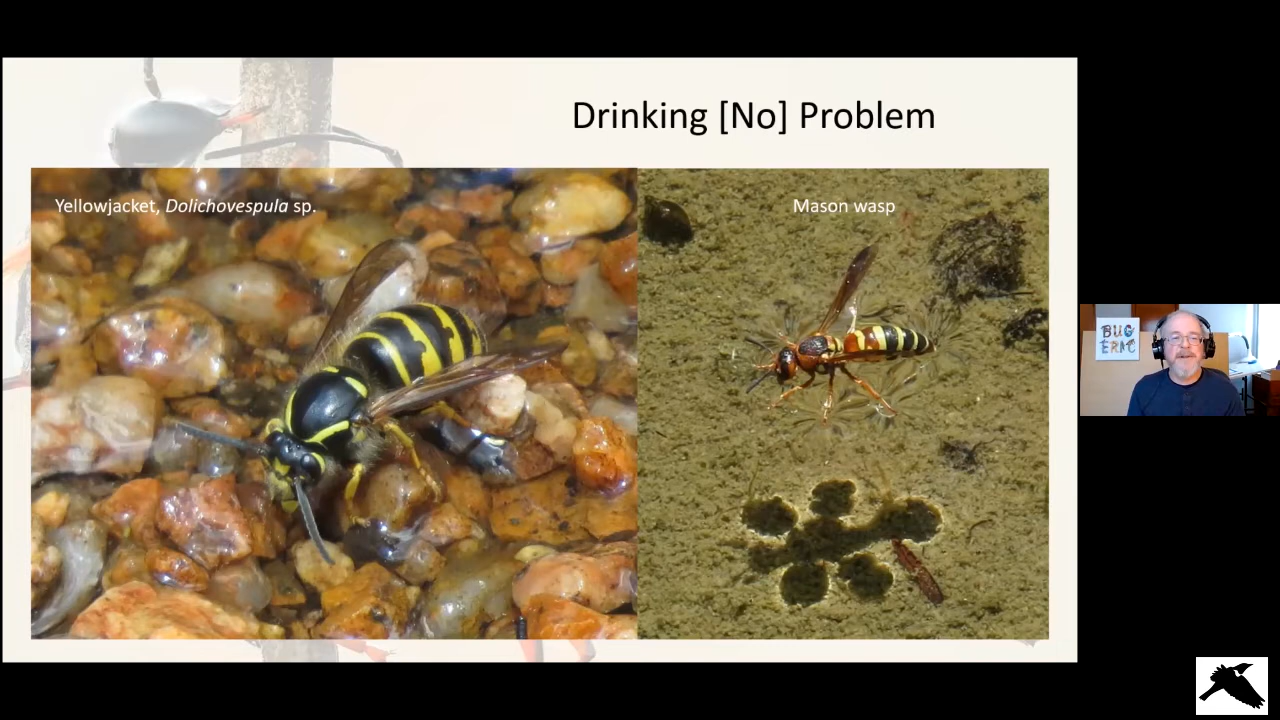 Drinking [No] Problem
Yellowjacket, Dolichovespula sp.
Mason wasp
BUG
ERIC